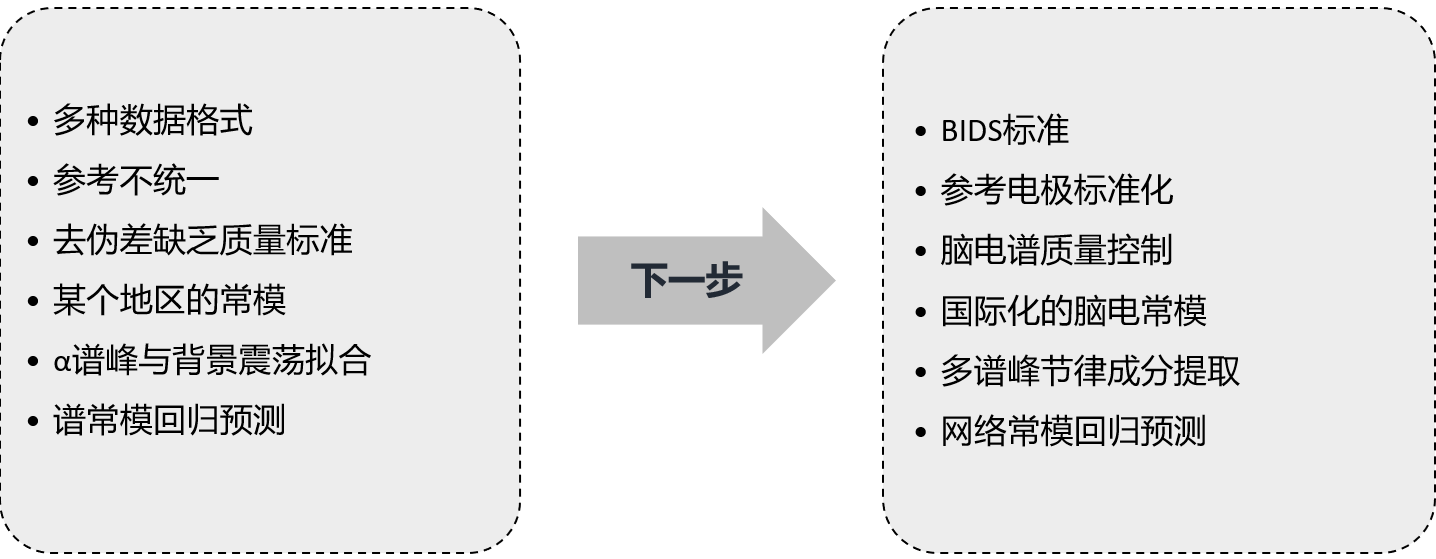 • 多种数据格式
• 参考不统一
• 去伪差缺乏质量标准
• 某个地区的常模
• α谱峰与背景震荡拟合
• 谱常模回归预测
下一步
• BIDS标准
• 参考电极标准化
• 脑电谱质量控制
• 国际化的脑电常模
• 多谱峰节律成分提取
• 网络常模回归预测